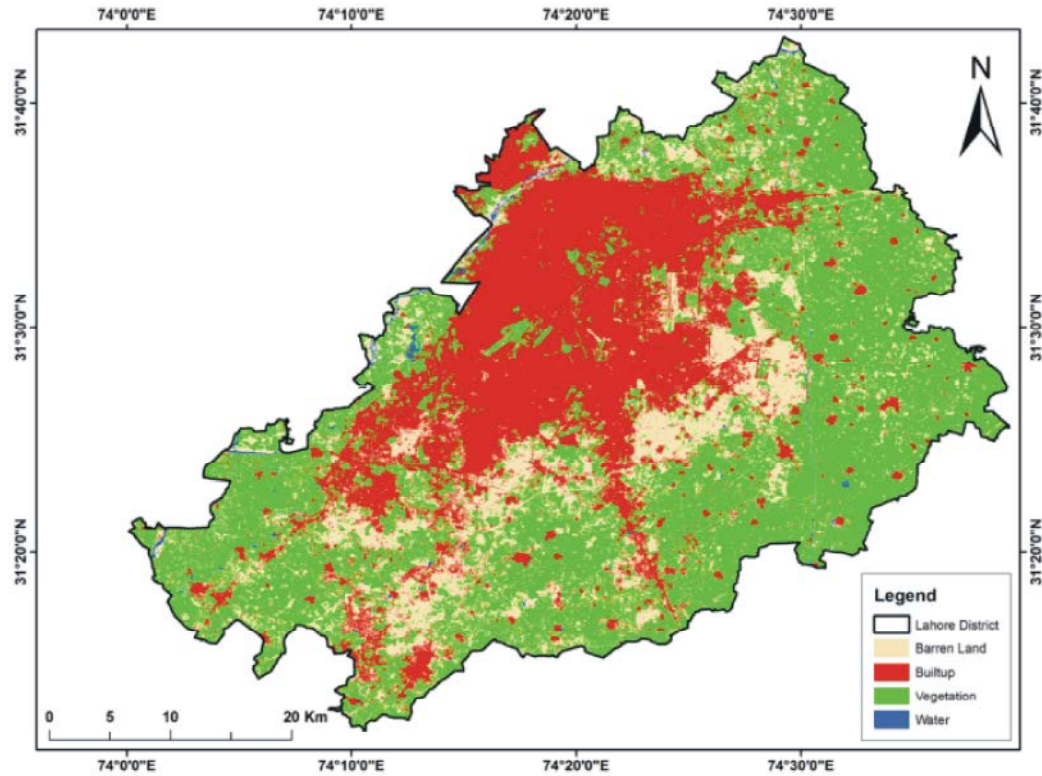 74°0'0"E 74°10'0"E 74°20'0"E 74°30'0"E
N
31°40'0"N 31°40'0"N
31°30'0"N 31°30'0"N
31°20'0"N 31°20'0"N
Legend
Lahore District
Barren Land
Builtup
Vegetation
Water
0 5 10 20 Km
74°0'0"E 74°10'0"E 74°20'0"E 74°30'0"E